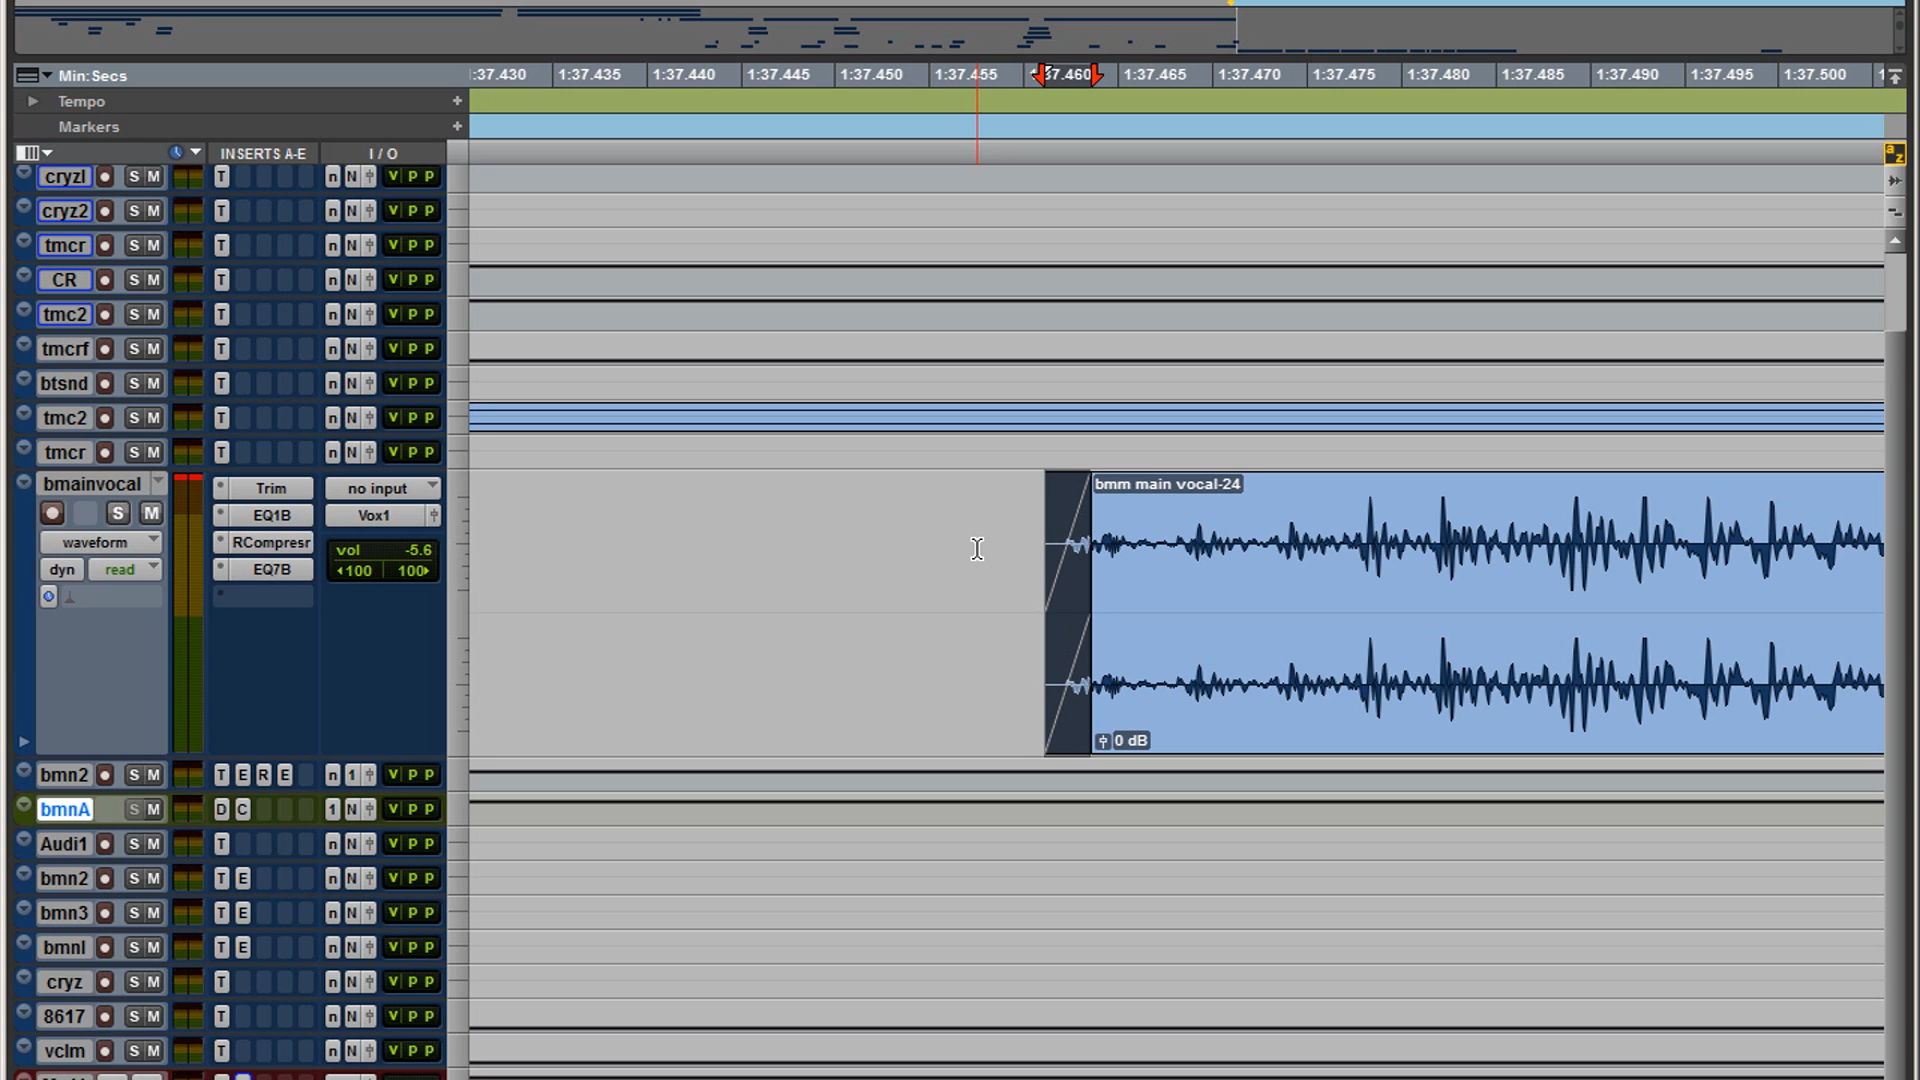 Min:Secs :37.430 1:37.435 1:37.440 1:37.445 1:37.450 1:37.455 1:37.460 1:37.465 1:37.470 1:37.475 1:37.480 1:37.485 1:37.490 1:37.495 1:37.500 1
Tempo +
Markers +
INSERTS A-E I / O
a z
cryzl S M T n N V P P
cryz2 S M T n N V P P
tmcr S M T n N V P P
CR S M T n N V P P
tmc2 S M T n N V P P
tmcrf S M T n N V P P
btsnd S M T n N V P P
tmc2 S M T n N V P P
tmcr S M T n N V P P
bmainvocal Trim no input bmm main vocal-24
S M EQ1B Vox1
waveform RCompresr vol -5.6
dyn read EQ7B 100 100
0 dB
bmn2 S M T E R E n 1 V P P
bmnA S M D C 1 N V P P
Audi1 S M T n N V P P
bmn2 S M T E n N V P P
bmn3 S M T E n N V P P
bmnl S M T E n N V P P
cryz S M T n N V P P
8617 S M T n N V P P
vclm S M T n N V P P